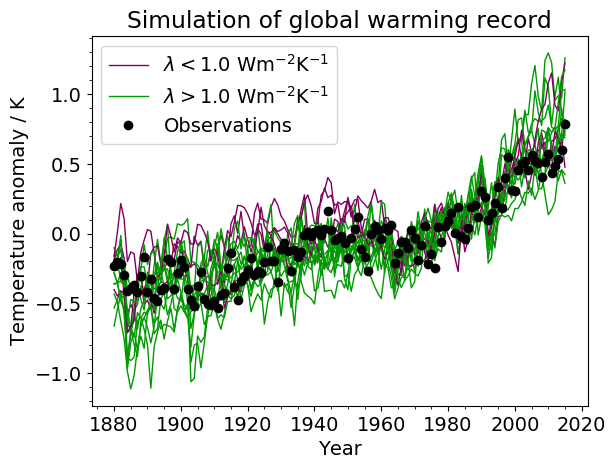 Simulation of global warming record
λ < 1.0 Wm⁻²K⁻¹
λ > 1.0 Wm⁻²K⁻¹
Observations
Temperature anomaly / K
1.0
0.5
0.0
−0.5
−1.0
1880 1900 1920 1940 1960 1980 2000 2020
Year